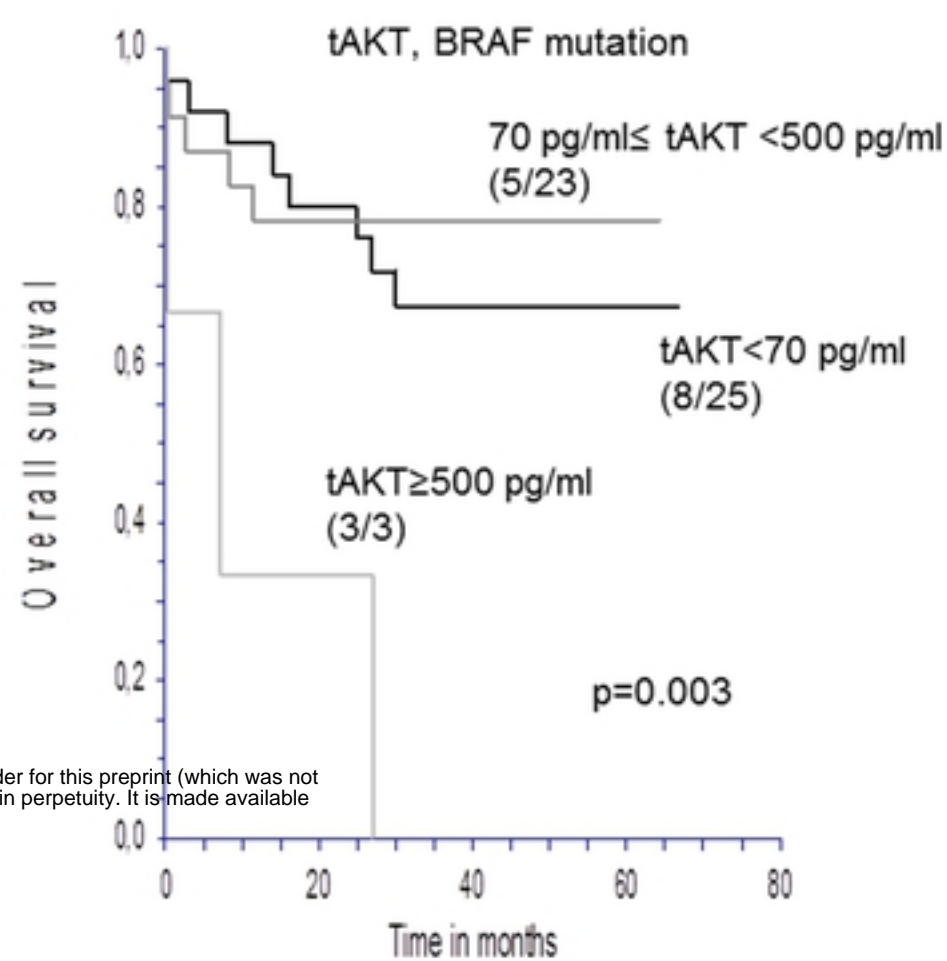 tAKT, BRAF mutation
1,0
70 pg/ml≤ tAKT <500 pg/ml
(5/23)
0,8
Overall survival
0,6
tAKT<70 pg/ml
(8/25)
tAKT≥500 pg/ml
(3/3)
0,4
0,2
p=0.003
der for this preprint (which was not
in perpetuity. It is made available
0,0
0 20 40 60 80
Time in months